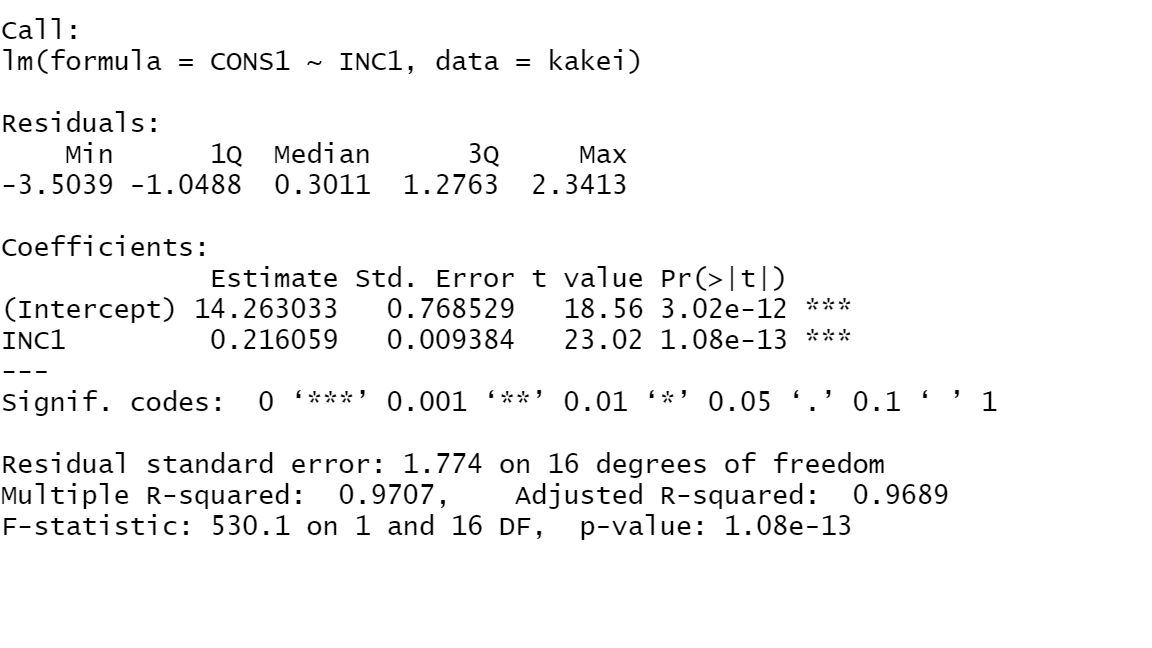 Call:
lm(formula = CONS1 ~ INC1, data = kakei)
Residuals:
    Min      1Q  Median      3Q     Max
-3.5039 -1.0488  0.3011  1.2763  2.3413
Coefficients:
             Estimate Std. Error t value Pr(>|t|)
(Intercept) 14.263033   0.768529   18.56 3.02e-12 ***
INC1         0.216059   0.009384   23.02 1.08e-13 ***
---
Signif. codes:  0 ‘***’ 0.001 ‘**’ 0.01 ‘*’ 0.05 ‘.’ 0.1 ‘ ’ 1
Residual standard error: 1.774 on 16 degrees of freedom
Multiple R-squared:  0.9707,    Adjusted R-squared:  0.9689
F-statistic: 530.1 on 1 and 16 DF,  p-value: 1.08e-13